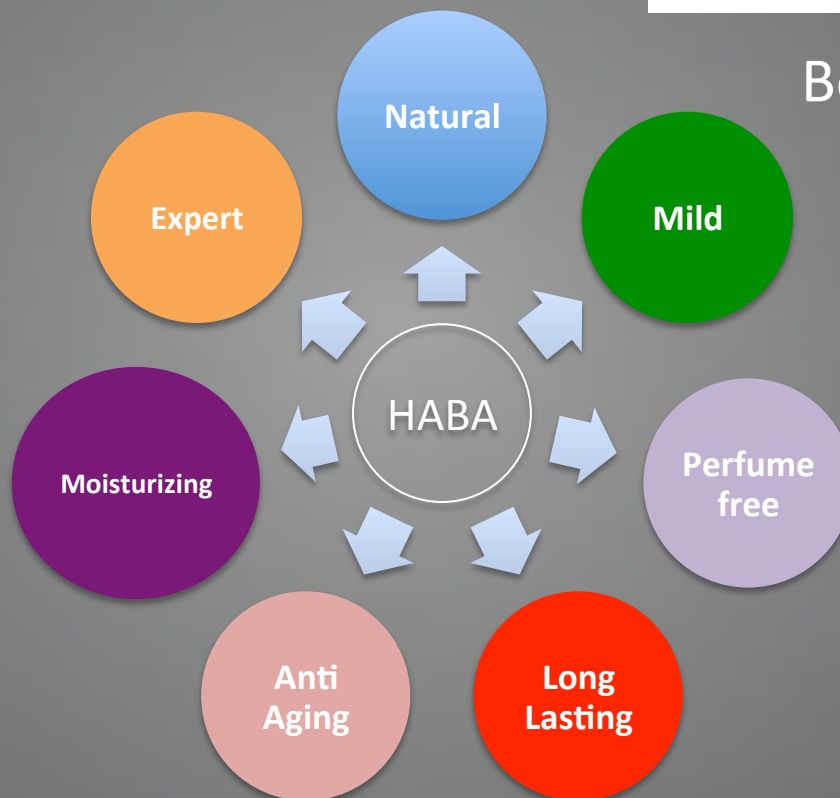 Natural
Expert
Mild
HABA
Moisturizing
Perfume
free
Anti
Aging
Long
Lasting